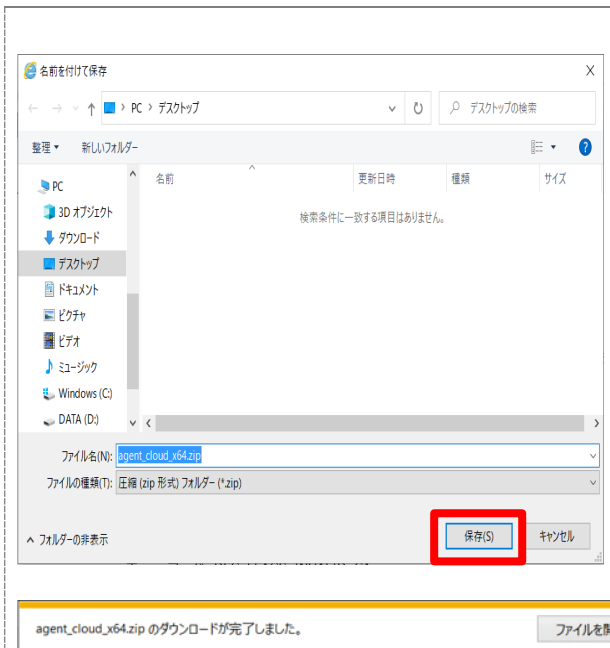 名前を付けて保存
PC > デスクトップ
デスクトップの検索
整理 新しいフォルダー
名前 更新日時 種類 サイズ
検索条件に一致する項目はありません。
PC
3D オブジェクト
ダウンロード
デスクトップ
ドキュメント
ピクチャ
ビデオ
ミュージック
Windows (C:)
DATA (D:)
ファイル名(N): agent_cloud_x64.zip
ファイルの種類(T): 圧縮 (zip 形式) フォルダー (*.zip)
フォルダーの非表示 保存(S) キャンセル
agent_cloud_x64.zip のダウンロードが完了しました。 ファイルを開